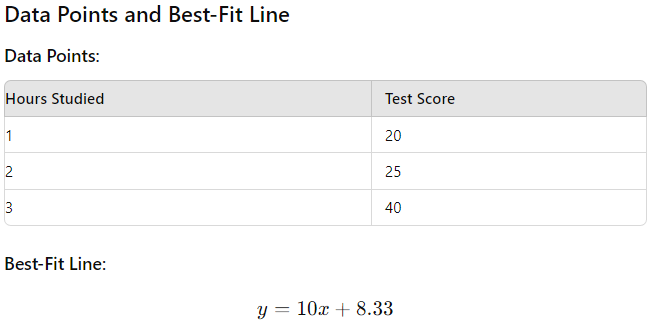 Data Points and Best-Fit Line
Data Points:
Hours Studied Test Score
1 20
2 25
3 40
Best-Fit Line:
y = 10x + 8.33